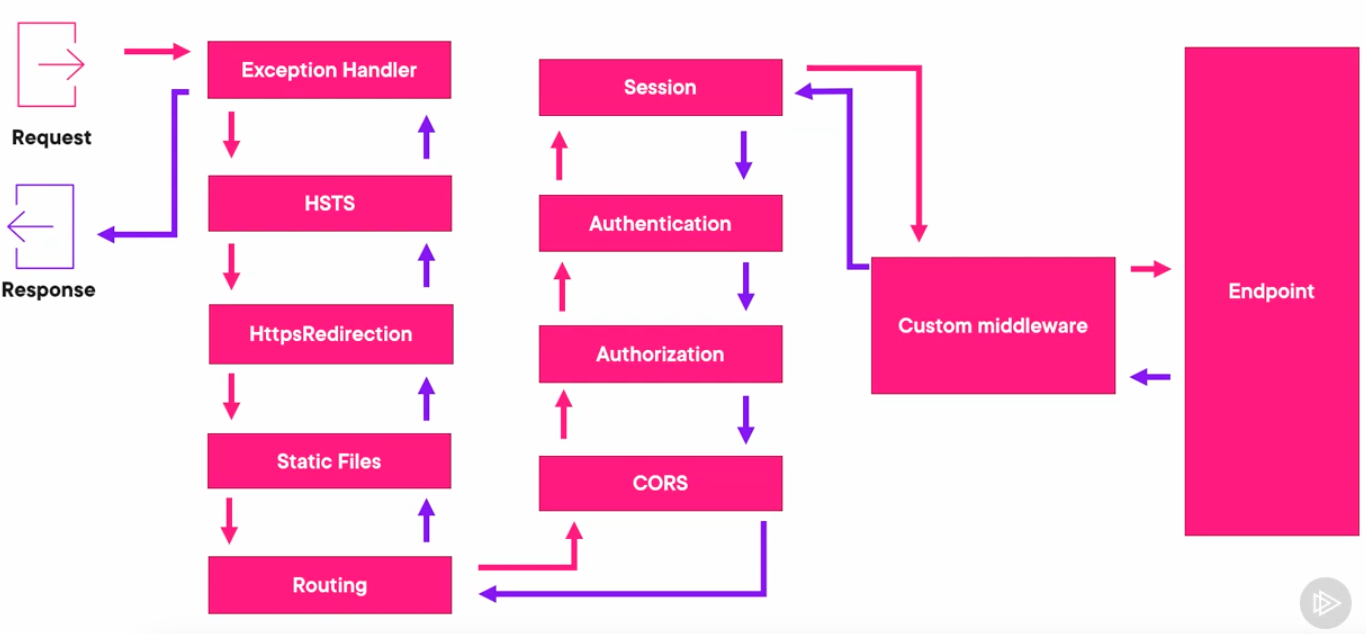 Request
Response
Exception Handler
HSTS
HttpsRedirection
Static Files
Routing
Session
Authentication
Authorization
CORS
Custom middleware
Endpoint